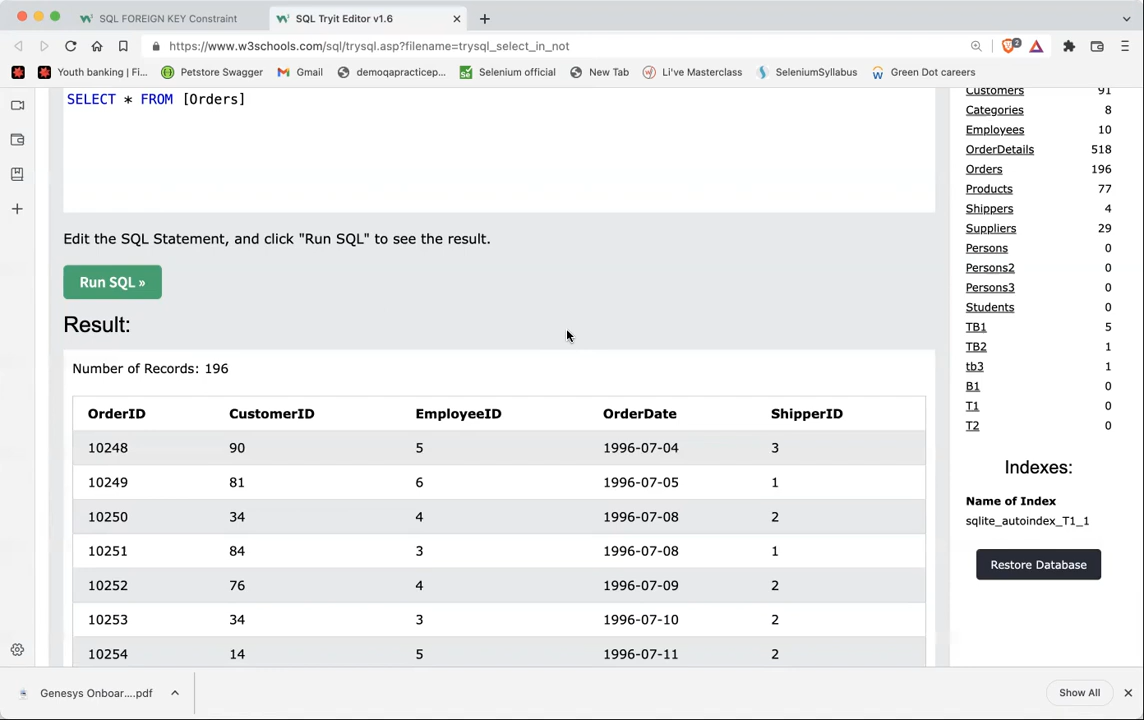 SQL FOREIGN KEY Constraint
SQL Tryit Editor v1.6
https://www.w3schools.com/sql/trysql.asp?filename=trysql_select_in_not
2
Youth banking | Fi...
Petstore Swagger
Gmail
demoqapracticep...
Selenium official
New Tab
Li've Masterclass
SeleniumSyllabus
Green Dot careers
SELECT * FROM [Orders]
Edit the SQL Statement, and click "Run SQL" to see the result.
Run SQL »
Result:
Number of Records: 196
OrderID CustomerID EmployeeID OrderDate ShipperID
10248 90 5 1996-07-04 3
10249 81 6 1996-07-05 1
10250 34 4 1996-07-08 2
10251 84 3 1996-07-08 1
10252 76 4 1996-07-09 2
10253 34 3 1996-07-10 2
10254 14 5 1996-07-11 2
Customers 91
Categories 8
Employees 10
OrderDetails 518
Orders 196
Products 77
Shippers 4
Suppliers 29
Persons 0
Persons2 0
Persons3 0
Students 0
TB1 5
TB2 1
tb3 1
B1 0
T1 0
T2 0
Indexes:
Name of Index
sqlite_autoindex_T1_1
Restore Database
Genesys Onboar....pdf
Show All